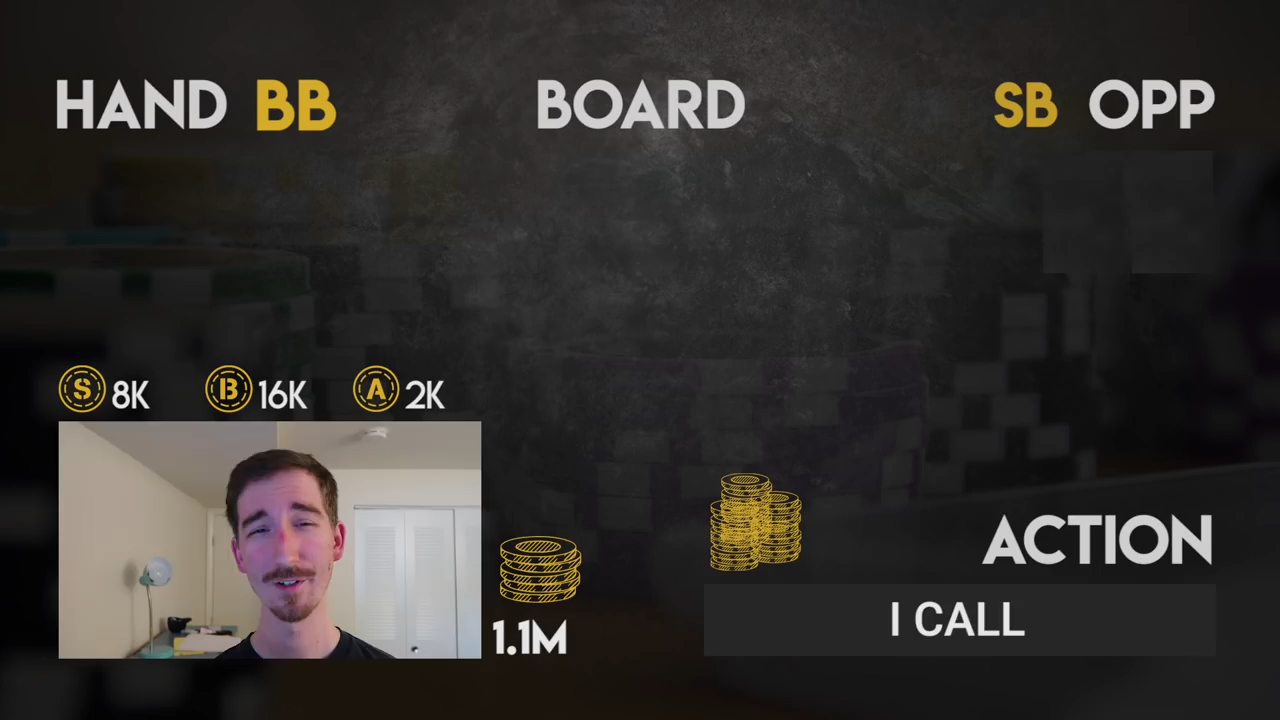 HAND BB
BOARD
SB OPP
S 8K B 16K A 2K
1.1M
ACTION
I CALL